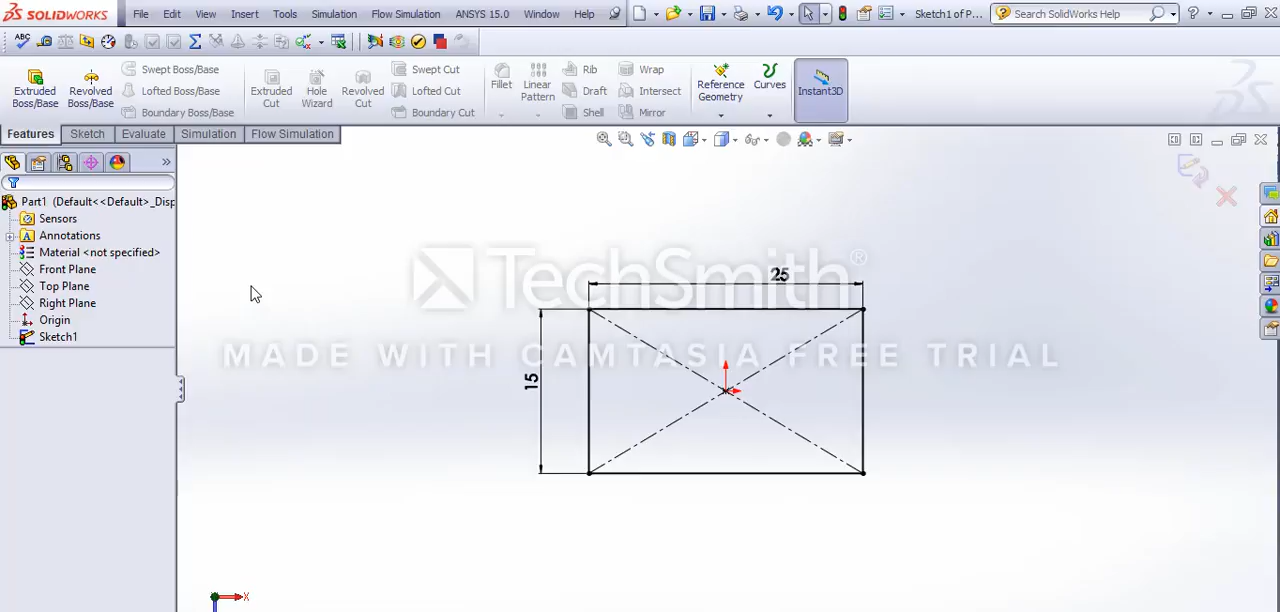 SOLIDWORKS File Edit View Insert Tools Simulation Flow Simulation ANSYS 15.0 Window Help Sketch1 of P... Search SolidWorks Help
Extruded Boss/Base
Revolved Boss/Base
Swept Boss/Base
Lofted Boss/Base
Boundary Boss/Base
Extruded Cut
Hole Wizard
Revolved Cut
Swept Cut
Lofted Cut
Boundary Cut
Fillet
Linear Pattern
Rib
Draft
Shell
Wrap
Intersect
Mirror
Reference Geometry
Curves
Instant3D
Features Sketch Evaluate Simulation Flow Simulation
Part1 (Default<<Default>_Disp
Sensors
A Annotations
Material <not specified>
Front Plane
Top Plane
Right Plane
Origin
Sketch1
25
15
TechSmith®
MADE WITH CAMTASIA FREE TRIAL
X